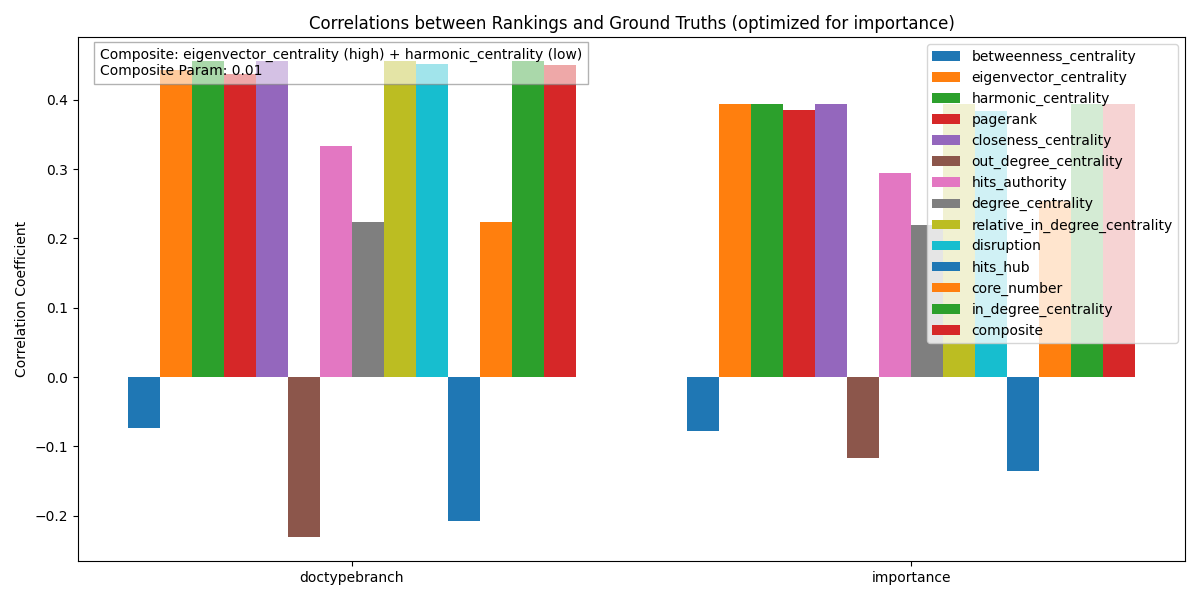 Correlations between Rankings and Ground Truths (optimized for importance)
Composite: eigenvector_centrality (high) + harmonic_centrality (low)
Composite Param: 0.01
betweenness_centrality
eigenvector_centrality
harmonic_centrality
pagerank
closeness_centrality
out_degree_centrality
hits_authority
degree_centrality
relative_in_degree_centrality
disruption
hits_hub
core_number
in_degree_centrality
composite
Correlation Coefficient
0.4
0.3
0.2
0.1
0.0
−0.1
−0.2
doctypebranch
importance